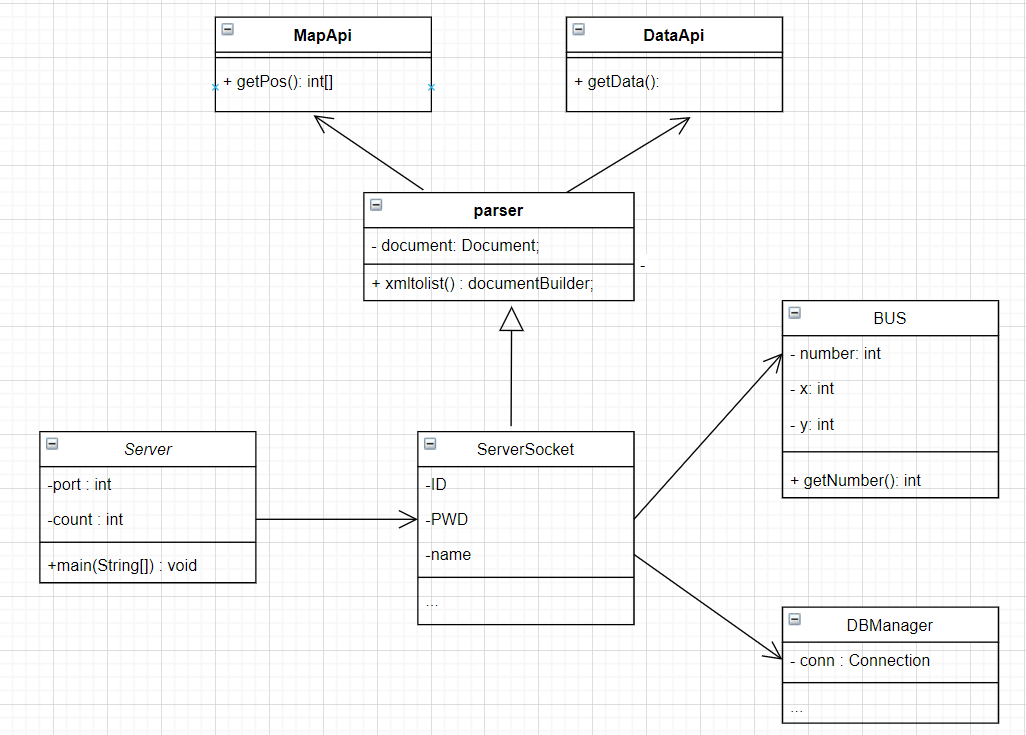 MapApi
+ getPos(): int[]
DataApi
+ getData():
parser
- document: Document;
+ xmltolist() : documentBuilder;
-
BUS
- number: int
- x: int
- y: int
+ getNumber(): int
Server
-port : int
-count : int
+main(String[]) : void
ServerSocket
-ID
-PWD
-name
...
DBManager
- conn : Connection
...